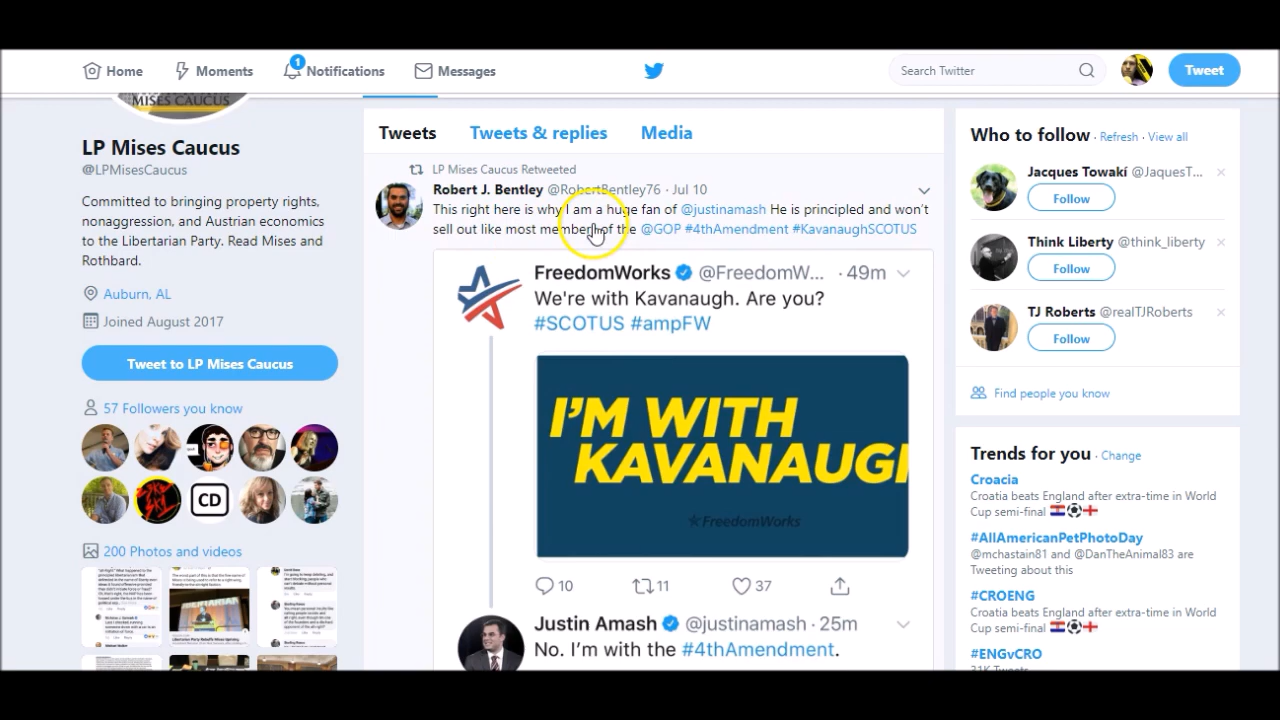 Home
Moments
1
Notifications
Messages
Search Twitter
Tweet
MISES CAUCUS
LP Mises Caucus
@LPMisesCaucus
Committed to bringing property rights,
nonaggression, and Austrian economics
to the Libertarian Party. Read Mises and
Rothbard.
Auburn, AL
Joined August 2017
Tweet to LP Mises Caucus
57 Followers you know
CD
200 Photos and videos
Tweets
Tweets & replies
Media
LP Mises Caucus Retweeted
Robert J. Bentley @RobertBentley76 · Jul 10
This right here is why I am a huge fan of @justinamash He is principled and won't
sell out like most members of the @GOP #4thAmendment #KavanaughSCOTUS
FreedomWorks @FreedomW... · 49m
We're with Kavanaugh. Are you?
#SCOTUS #ampFW
I'M WITH
KAVANAUGH
FreedomWorks
10
11
37
Justin Amash @justinamash · 25m
No. I'm with the #4thAmendment.
Who to follow · Refresh · View all
Jacques Towakí @JaquesT...
Follow
Think Liberty @think_liberty
Follow
TJ Roberts @realTJRoberts
Follow
Find people you know
Trends for you · Change
Croacia
Croatia beats England after extra-time in World
Cup semi-final
#AllAmericanPetPhotoDay
@mchastain81 and @DanTheAnimal83 are
Tweeting about this
#CROENG
Croatia beats England after extra-time in World
Cup semi-final
#ENGvCRO
31K Tweets